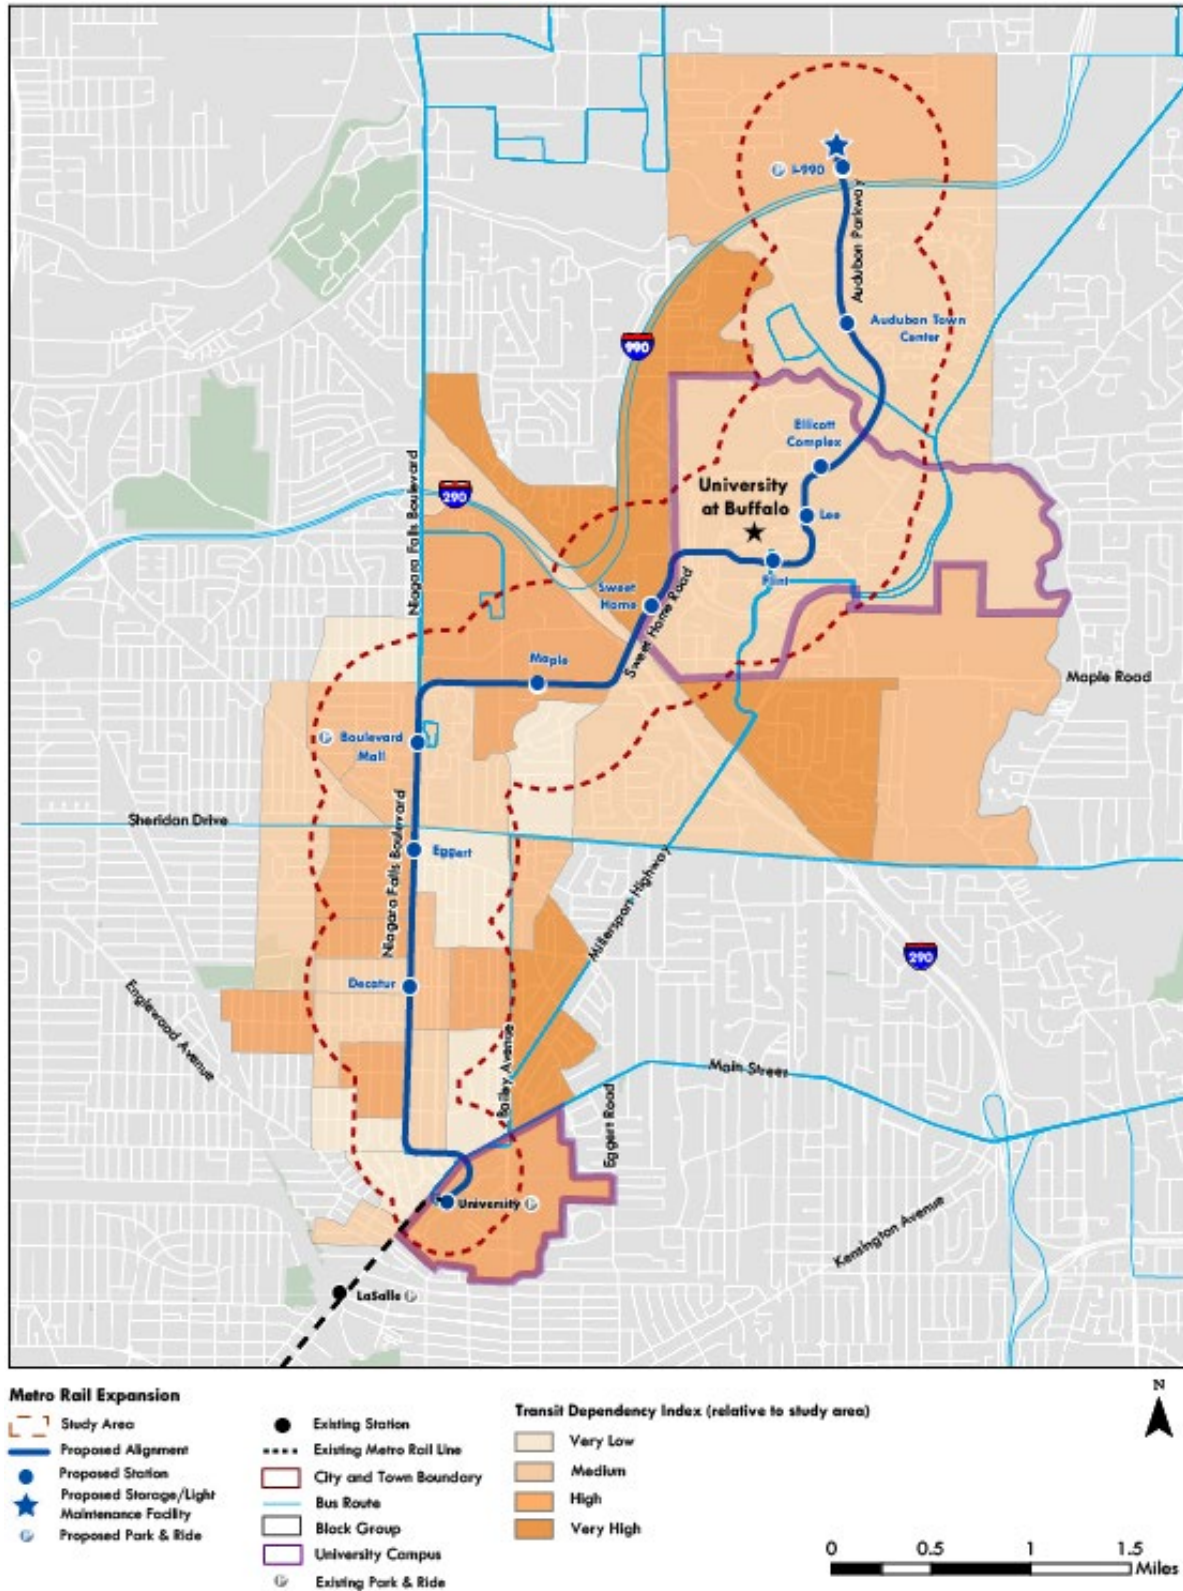 I-990
Audubon Parkway
Audubon Town
Center
990
Ellicott
Complex
University
at Buffalo
Lee
Flint
290
Niagara Falls Boulevard
Sweet
Home
Sweet Home Road
Maple
Maple Road
Boulevard
Mall
Sheridan Drive
Niagara Falls Boulevard
Eggert
Millersport Highway
290
Decatur
Englewood Avenue
Bailey Avenue
Main Street
Eggert Road
University
Kensington Avenue
LaSalle
Metro Rail Expansion
Study Area
Proposed Alignment
Proposed Station
Proposed Storage/Light
Maintenance Facility
Proposed Park & Ride
Existing Station
Existing Metro Rail Line
City and Town Boundary
Bus Route
Block Group
University Campus
Existing Park & Ride
Transit Dependency Index (relative to study area)
Very Low
Medium
High
Very High
N
0 0.5 1 1.5
Miles